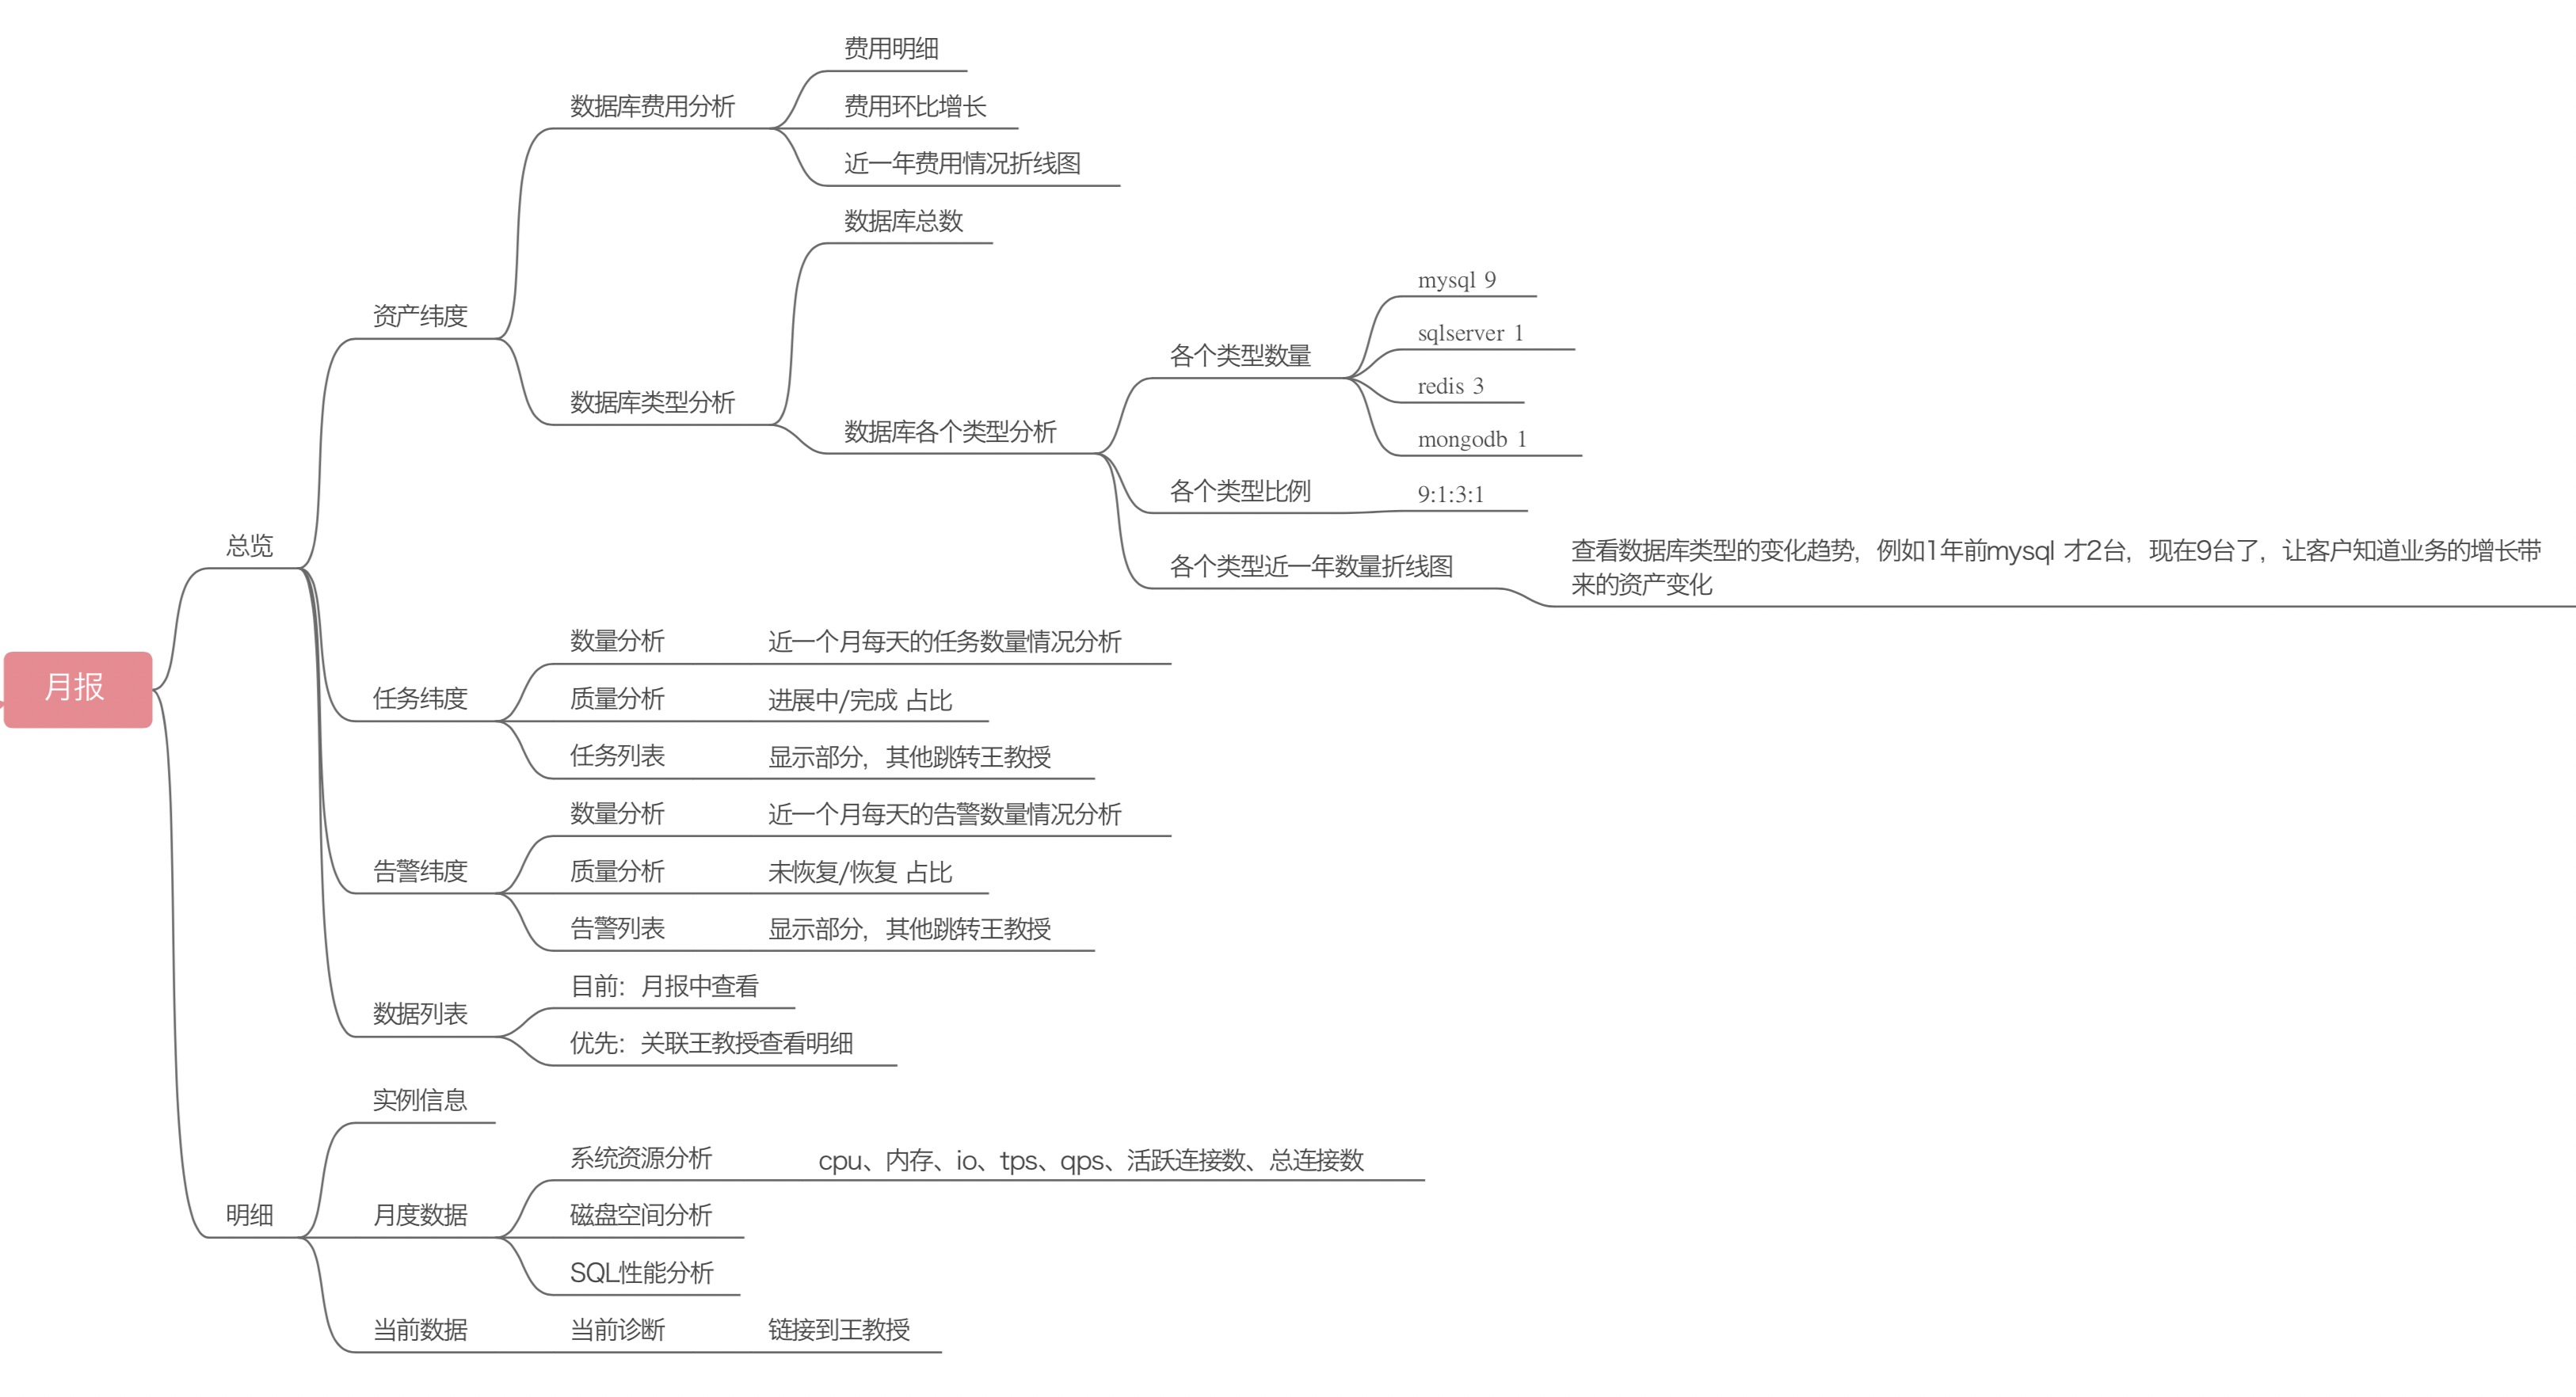 费用明细
数据库费用分析
费用环比增长
近一年费用情况折线图
数据库总数
mysql 9
资产纬度
sqlserver 1
各个类型数量
redis 3
数据库类型分析
数据库各个类型分析
mongodb 1
各个类型比例
9:1:3:1
总览
查看数据库类型的变化趋势，例如1年前mysql 才2台，现在9台了，让客户知道业务的增长带
来的资产变化
各个类型近一年数量折线图
数量分析
近一个月每天的任务数量情况分析
月报
任务纬度
质量分析
进展中/完成 占比
任务列表
显示部分，其他跳转王教授
数量分析
近一个月每天的告警数量情况分析
告警纬度
质量分析
未恢复/恢复 占比
告警列表
显示部分，其他跳转王教授
目前：月报中查看
数据列表
优先：关联王教授查看明细
实例信息
系统资源分析
cpu、内存、io、tps、qps、活跃连接数、总连接数
明细
月度数据
磁盘空间分析
SQL性能分析
当前数据
当前诊断
链接到王教授